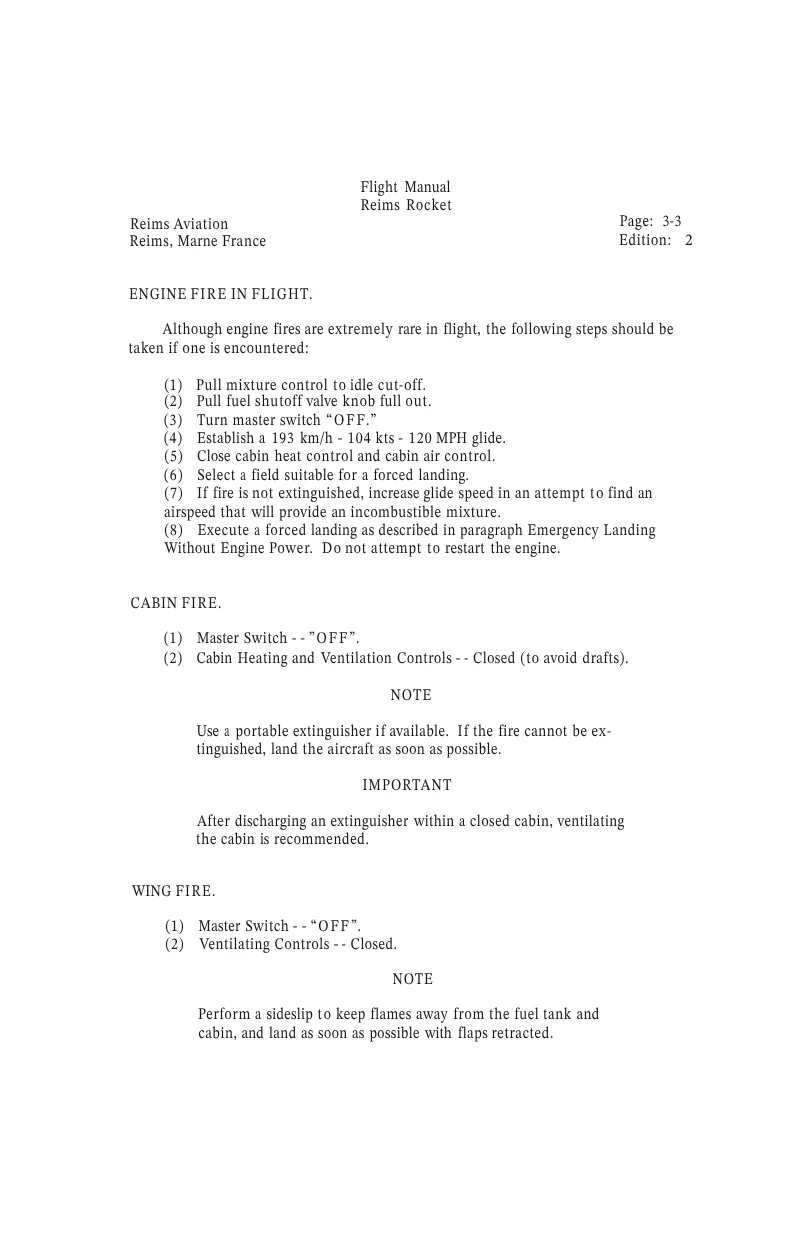 Flight Manual
Reims Rocket
Reims Aviation
Page: 3-3
Reims, Marne France
Edition: 2
ENGINE FIRE IN FLIGHT.
Although engine fires are extremely rare in flight, the following steps should be
taken if one is encountered:
(1) Pull mixture control to idle cut-off.
(2) Pull fuel shutoff valve knob full out.
(3) Turn master switch “OFF.”
(4) Establish a 193 km/h - 104 kts - 120 MPH glide.
(5) Close cabin heat control and cabin air control.
(6) Select a field suitable for a forced landing.
(7) If fire is not extinguished, increase glide speed in an attempt to find an
airspeed that will provide an incombustible mixture.
(8) Execute a forced landing as described in paragraph Emergency Landing
Without Engine Power. Do not attempt to restart the engine.
CABIN FIRE.
(1) Master Switch - - ”OFF”.
(2) Cabin Heating and Ventilation Controls - - Closed (to avoid drafts).
NOTE
Use a portable extinguisher if available. If the fire cannot be ex-
tinguished, land the aircraft as soon as possible.
IMPORTANT
After discharging an extinguisher within a closed cabin, ventilating
the cabin is recommended.
WING FIRE.
(1) Master Switch - - “OFF”.
(2) Ventilating Controls - - Closed.
NOTE
Perform a sideslip to keep flames away from the fuel tank and
cabin, and land as soon as possible with flaps retracted.